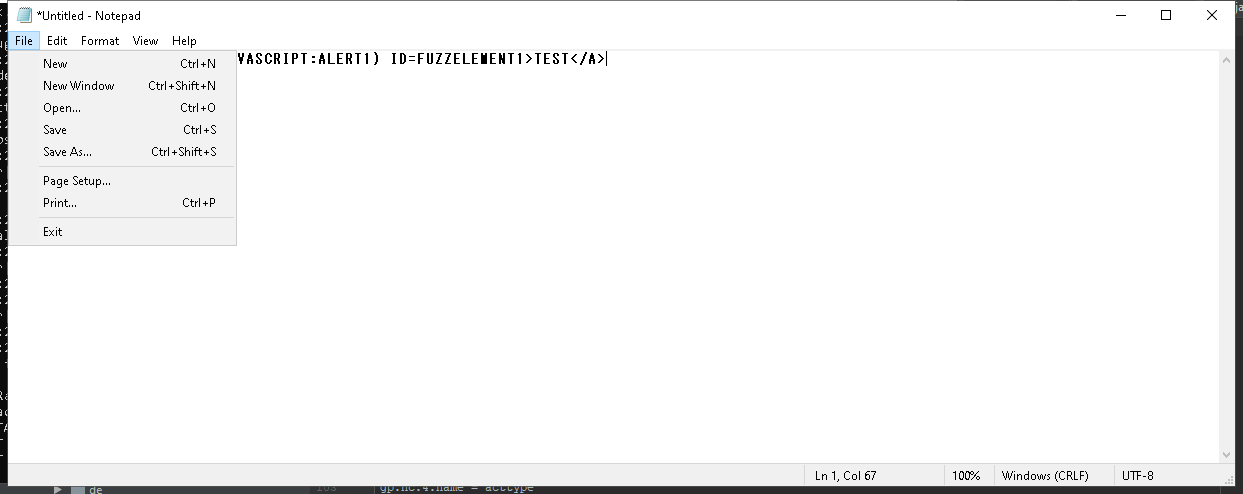 *Untitled - Notepad
File Edit Format View Help
VASCRIPT:ALERT1) ID=FUZZELEMENT1>TEST</A>
New Ctrl+N
New Window Ctrl+Shift+N
Open... Ctrl+O
Save Ctrl+S
Save As... Ctrl+Shift+S
Page Setup...
Print... Ctrl+P
Exit
Ln 1, Col 67 100% Windows (CRLF) UTF-8
de gp.nc.4.name = accttype